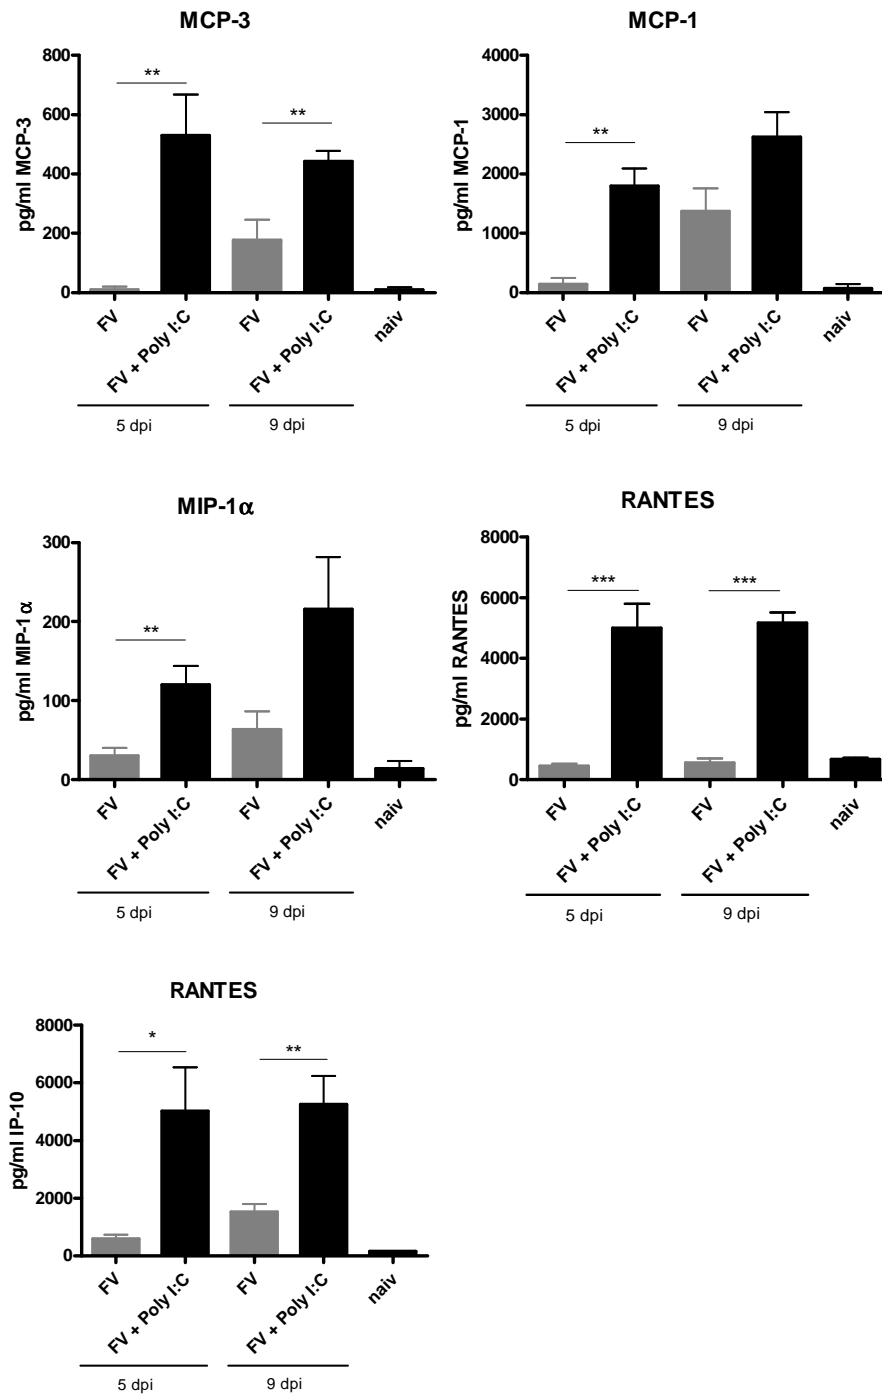 MCP-3
800
600
400
200
0
pg/ml MCP-3
**
**
FV
FV + Poly I:C
FV
FV + Poly I:C
naiv
5 dpi
9 dpi
MCP-1
4000
3000
2000
1000
0
pg/ml MCP-1
**
FV
FV + Poly I:C
FV
FV + Poly I:C
naiv
5 dpi
9 dpi
MIP-1α
300
200
100
0
pg/ml MIP-1α
**
FV
FV + Poly I:C
FV
FV + Poly I:C
naiv
5 dpi
9 dpi
RANTES
8000
6000
4000
2000
0
pg/ml RANTES
***
***
FV
FV + Poly I:C
FV
FV + Poly I:C
naiv
5 dpi
9 dpi
RANTES
8000
6000
4000
2000
0
pg/ml IP-10
*
**
FV
FV + Poly I:C
FV
FV + Poly I:C
naiv
5 dpi
9 dpi